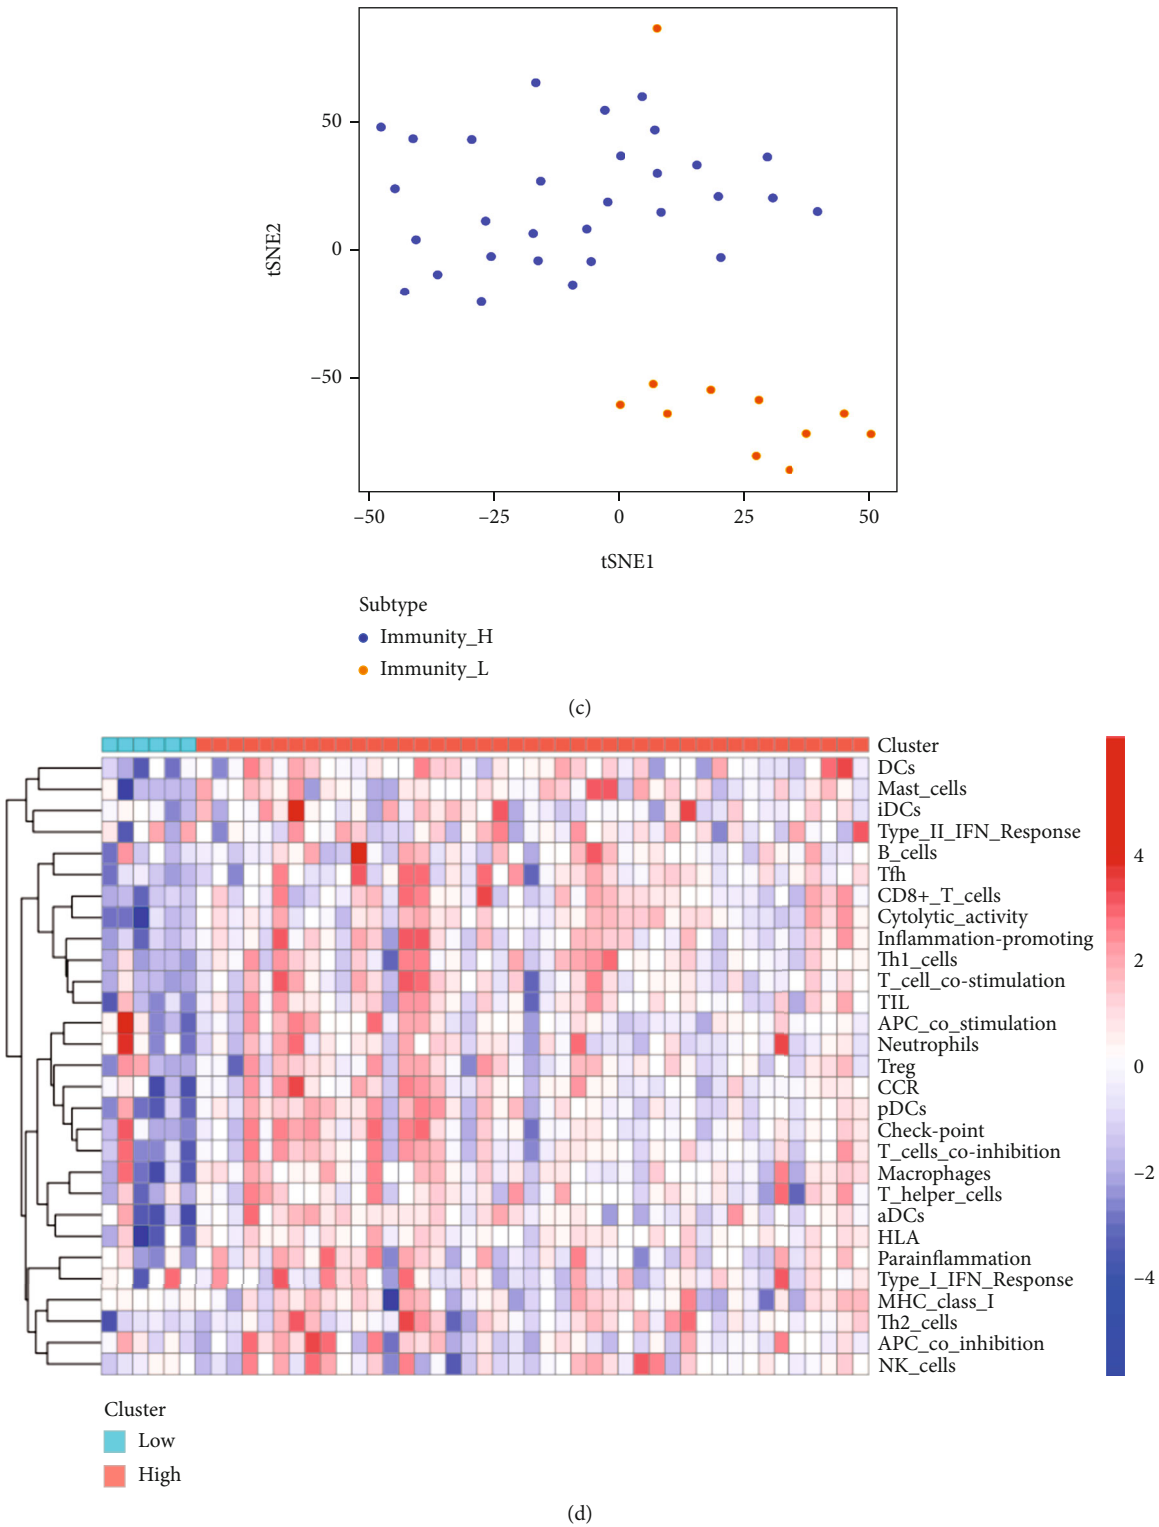 50
0
–50
tSNE2
–50
–25
0
25
50
tSNE1
Subtype
Immunity_H
Immunity_L
(c)
Cluster
DCs
Mast_cells
iDCs
Type_II_IFN_Response
B_cells
Tfh
CD8+_T_cells
Cytolytic_activity
Inflammation-promoting
Th1_cells
T_cell_co-stimulation
TIL
APC_co_stimulation
Neutrophils
Treg
CCR
pDCs
Check-point
T_cells_co-inhibition
Macrophages
T_helper_cells
aDCs
HLA
Parainflammation
Type_I_IFN_Response
MHC_class_I
Th2_cells
APC_co_inhibition
NK_cells
4
2
0
–2
–4
Cluster
Low
High
(d)